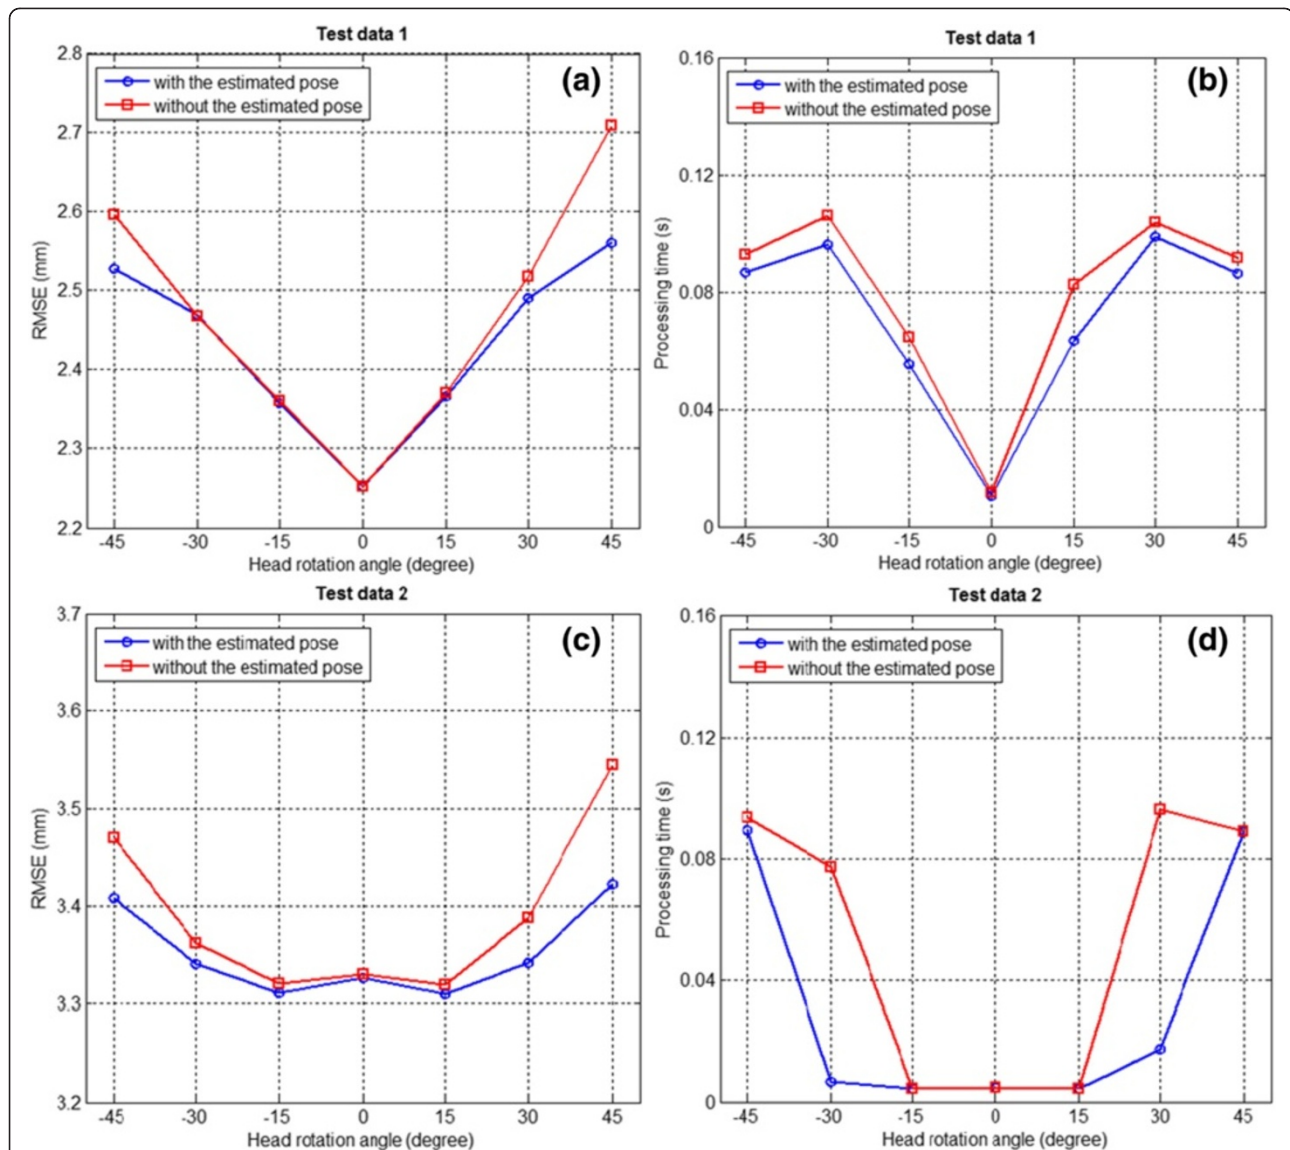 Test data 1
2.8
2.7
2.6
2.5
2.4
2.3
2.2
RMSE (mm)
with the estimated pose
without the estimated pose
(a)
-45 -30 -15 0 15 30 45
Head rotation angle (degree)
Test data 1
0.16
0.12
0.08
0.04
0
Processing time (s)
with the estimated pose
without the estimated pose
(b)
-45 -30 -15 0 15 30 45
Head rotation angle (degree)
Test data 2
3.7
3.6
3.5
3.4
3.3
3.2
RMSE (mm)
with the estimated pose
without the estimated pose
(c)
-45 -30 -15 0 15 30 45
Head rotation angle (degree)
Test data 2
0.16
0.12
0.08
0.04
0
Processing time (s)
with the estimated pose
without the estimated pose
(d)
-45 -30 -15 0 15 30 45
Head rotation angle (degree)